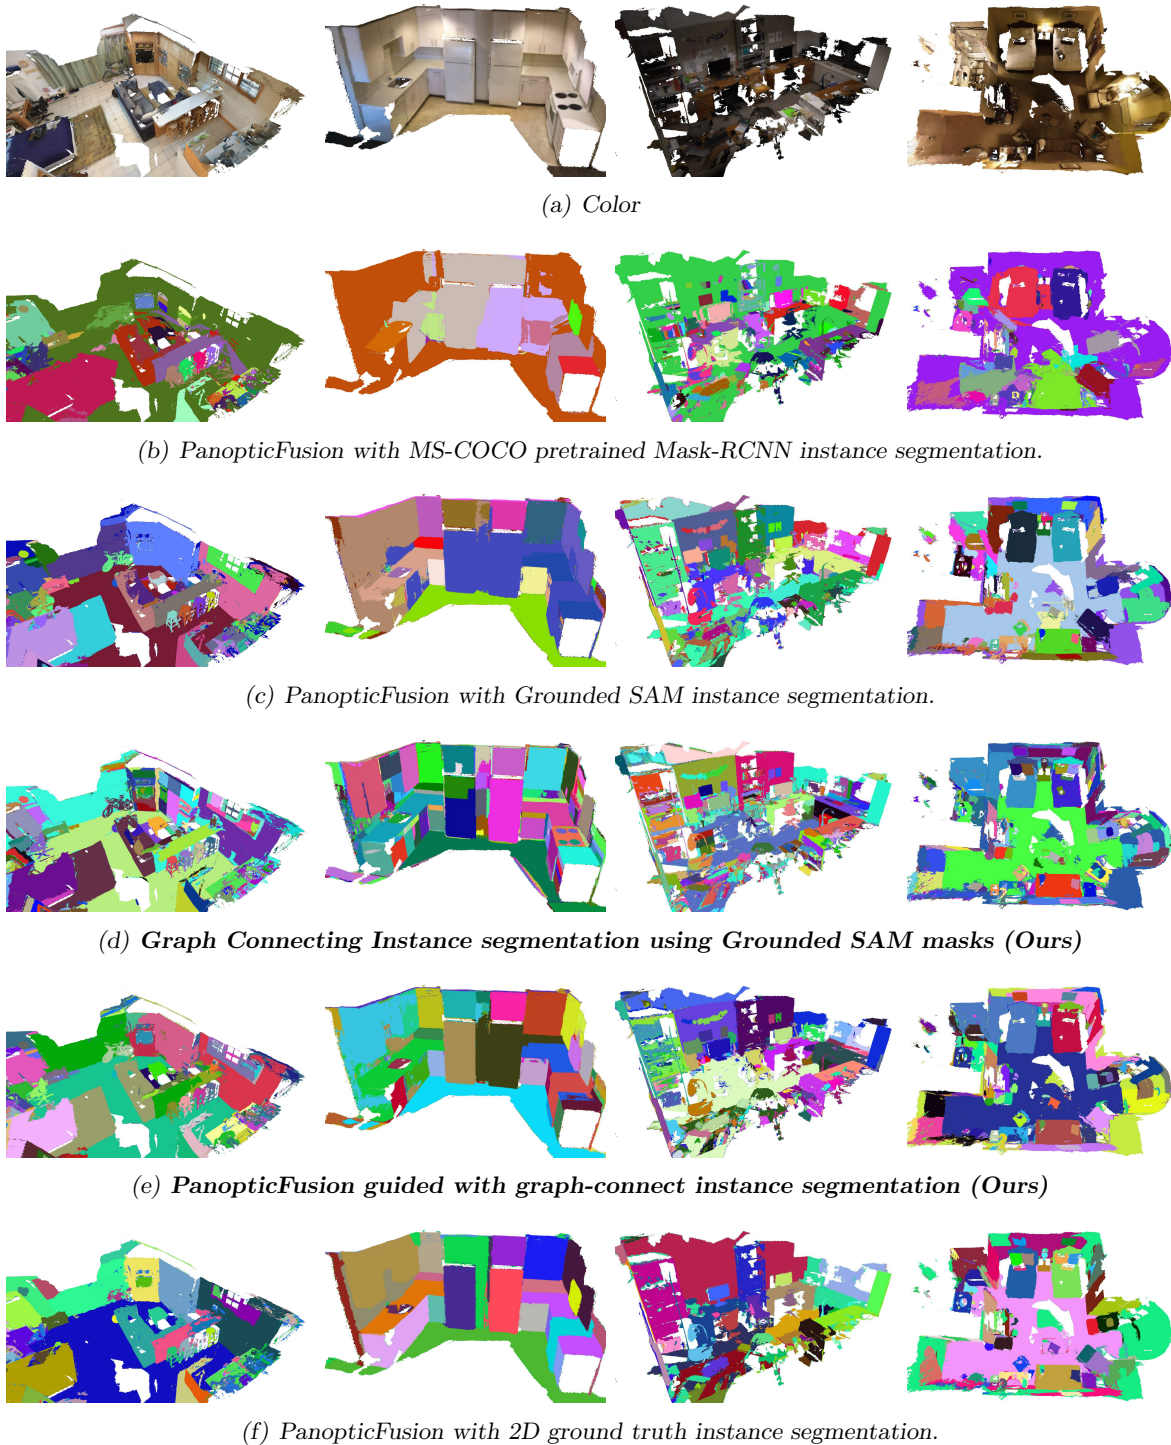 (a) Color
(b) PanopticFusion with MS-COCO pretrained Mask-RCNN instance segmentation.
(c) PanopticFusion with Grounded SAM instance segmentation.
(d) Graph Connecting Instance segmentation using Grounded SAM masks (Ours)
(e) PanopticFusion guided with graph-connect instance segmentation (Ours)
(f) PanopticFusion with 2D ground truth instance segmentation.